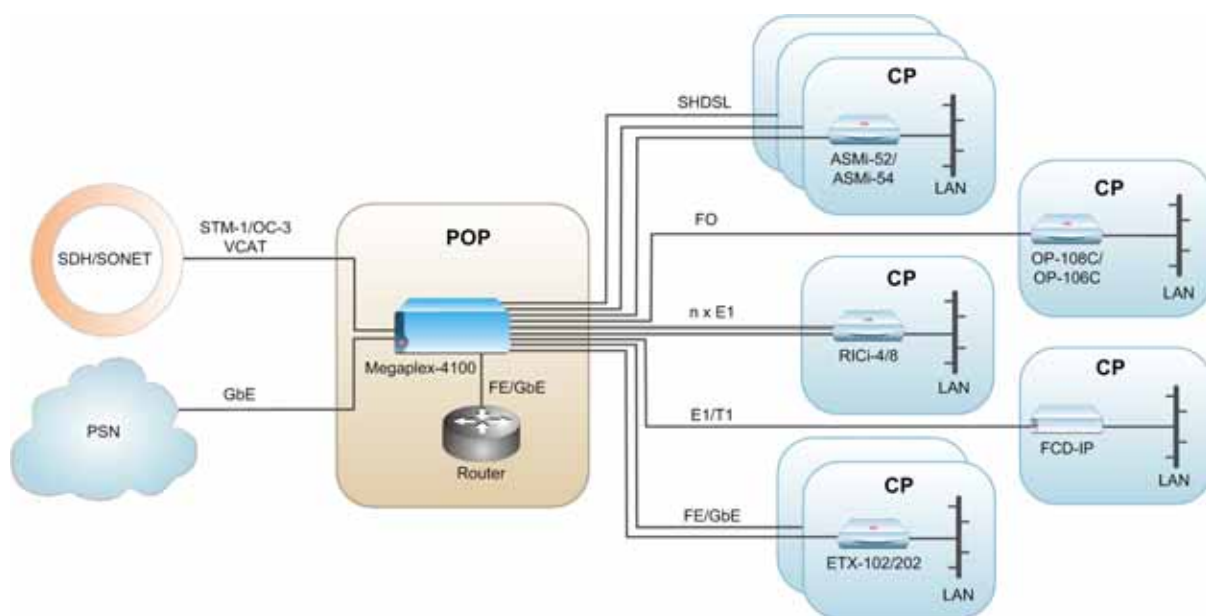 SDH/SONET
STM-1/OC-3
VCAT
PSN
GbE
POP
Megaplex-4100
FE/GbE
Router
SHDSL
CP
ASMi-52/
ASMi-54
LAN
FO
CP
OP-108C/
OP-106C
LAN
n x E1
CP
RICi-4/8
LAN
E1/T1
CP
FCD-IP
LAN
FE/GbE
CP
ETX-102/202
LAN